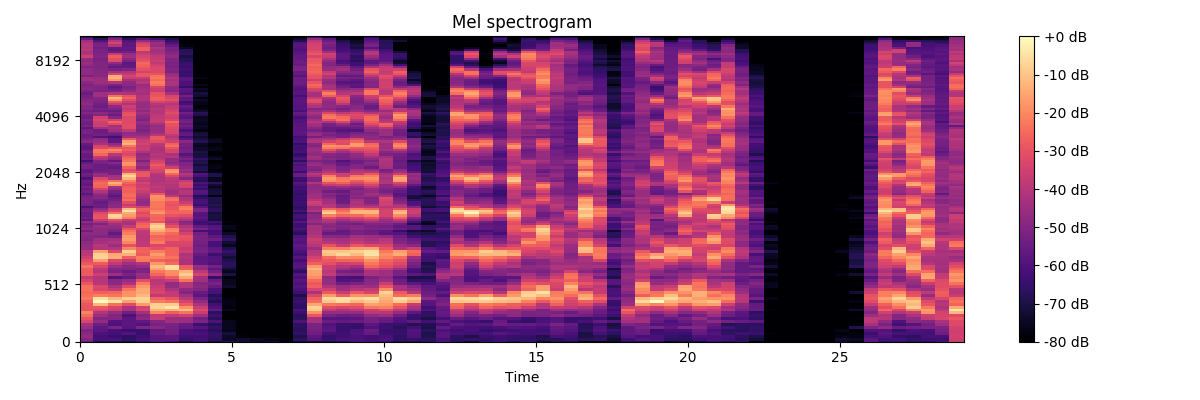 Mel spectrogram
+0 dB
8192
-10 dB
-20 dB
4096
-30 dB
2048
-40 dB
Hz
-50 dB
1024
-60 dB
512
-70 dB
0
-80 dB
0 5 10 15 20 25
Time